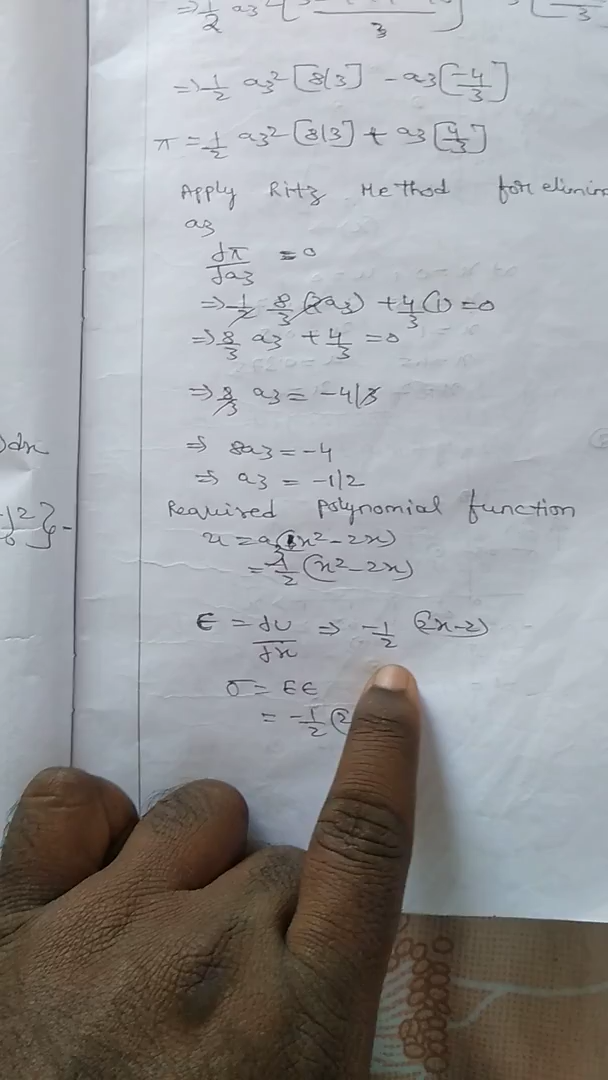 ⇒ 1/2 a3² [8/3] - a3 [-4/3]
π = 1/2 a3² [8/3] + a3 [4/3]
Apply Ritz Method for elimin
a3
dπ/da3 = 0
⇒ 1/2 8/3 (2a3) + 4/3 (1) = 0
⇒ 8/3 a3 + 4/3 = 0
⇒ 8/3 a3 = -4/3
)dx
⇒ 8a3 = -4
⇒ a3 = -1/2
Required polynomial function
u = a3 (x² - 2x)
= -1/2 (x² - 2x)
ϵ = du/dx ⇒ -1/2 (2x-2)
σ = Eϵ
= -1/2 (2